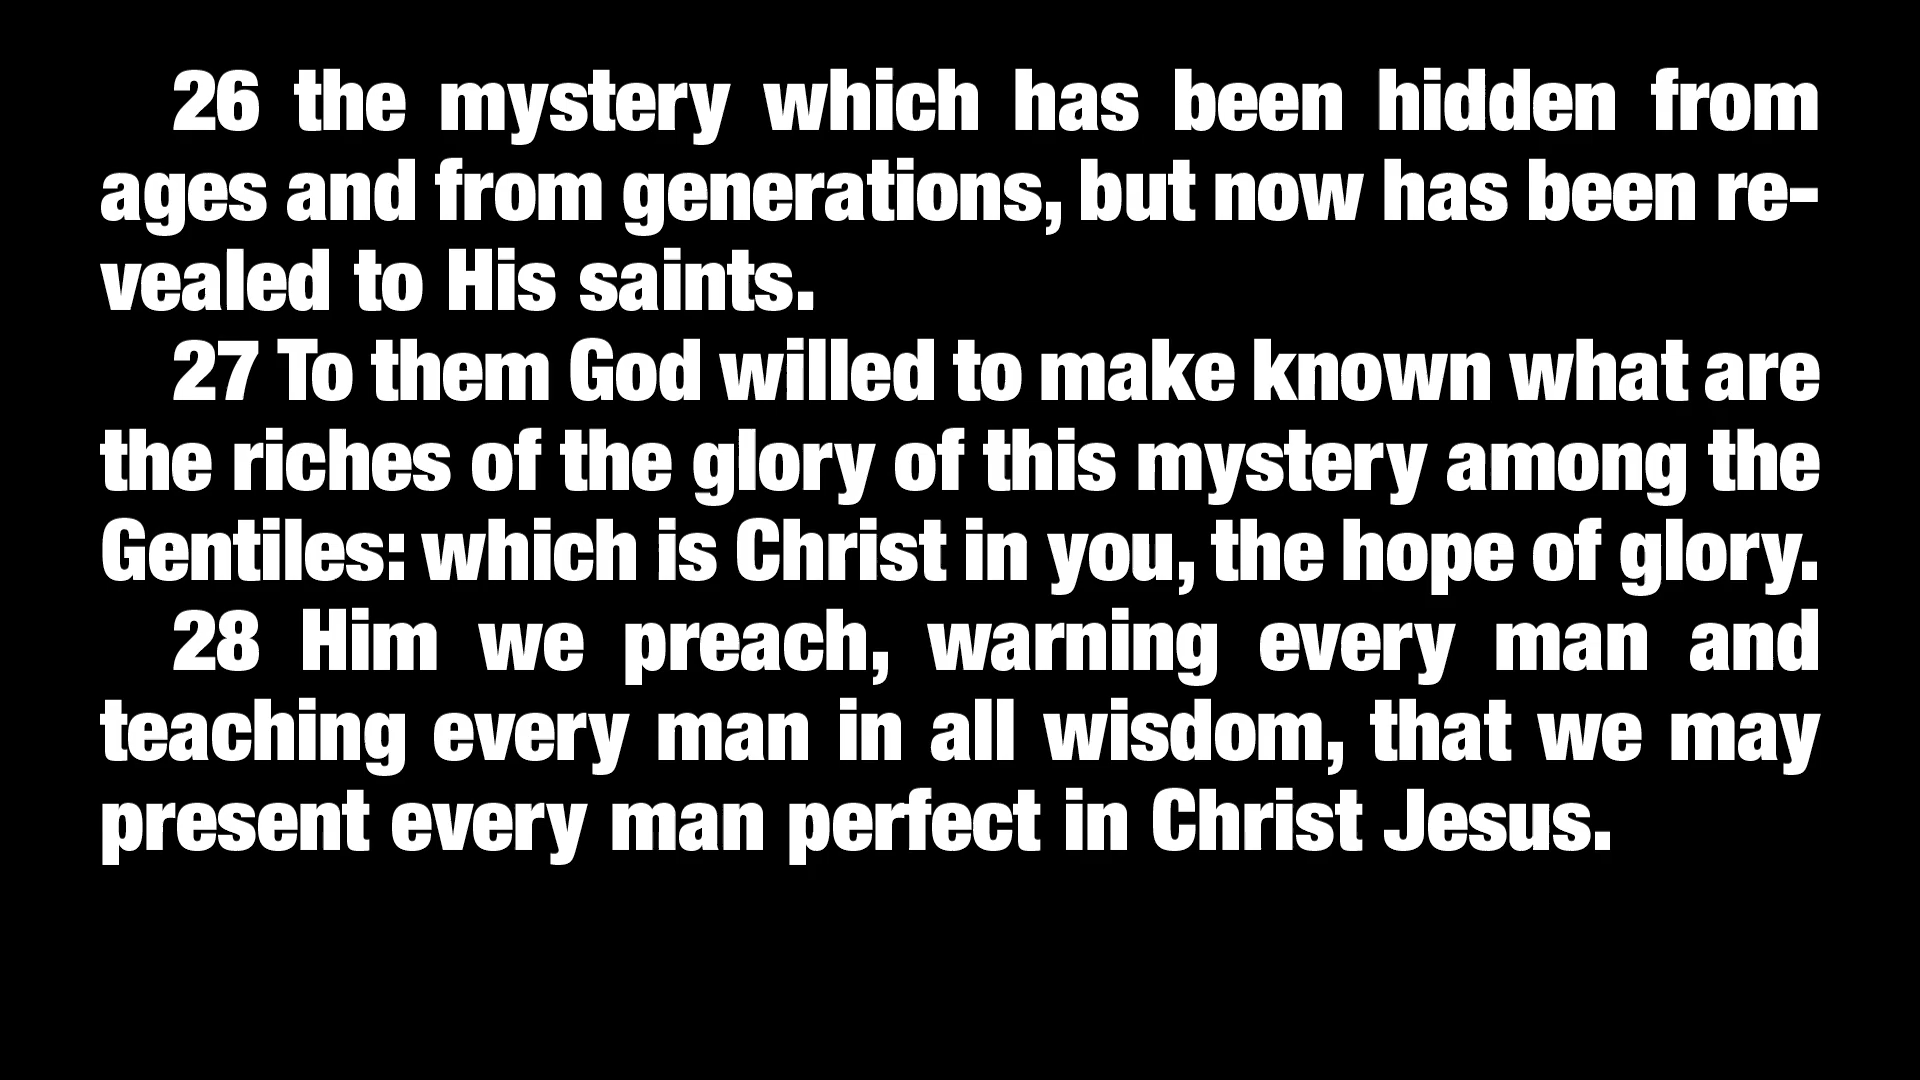 26 the mystery which has been hidden from
ages and from generations, but now has been re-
vealed to His saints.
27 To them God willed to make known what are
the riches of the glory of this mystery among the
Gentiles: which is Christ in you, the hope of glory.
28 Him we preach, warning every man and
teaching every man in all wisdom, that we may
present every man perfect in Christ Jesus.